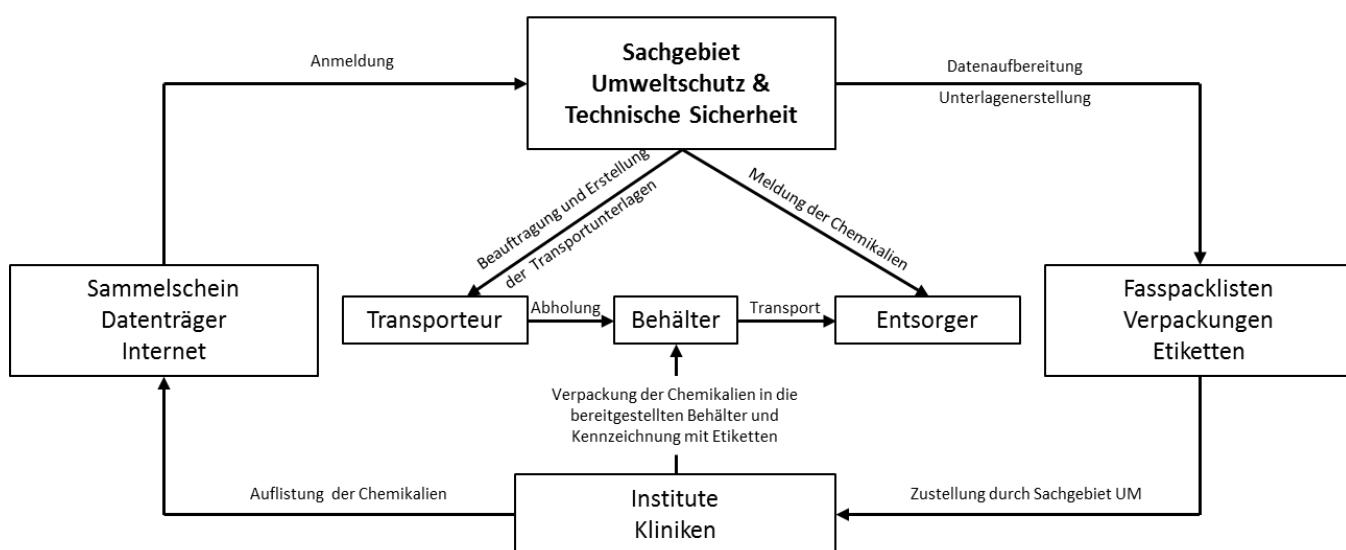 Anmeldung
Sachgebiet
Umweltschutz &
Technische Sicherheit
Datenaufbereitung
Unterlagenerstellung
Beauftragung und Erstellung
der Transportunterlagen
Meldung der Chemikalien
Sammelschein
Datenträger
Internet
Transporteur
Abholung
Behälter
Transport
Entsorger
Fasspacklisten
Verpackungen
Etiketten
Verpackung der Chemikalien in die
bereitgestellten Behälter und
Kennzeichnung mit Etiketten
Auflistung der Chemikalien
Institute
Kliniken
Zustellung durch Sachgebiet UM